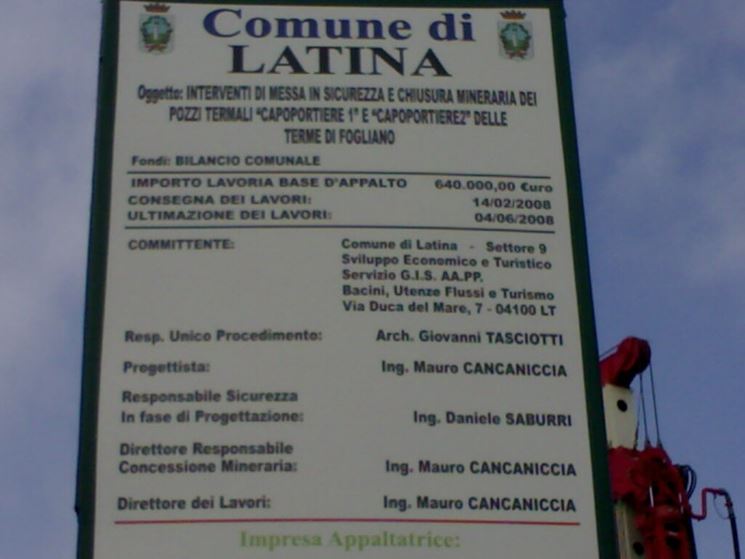 Comune di
LATINA
Oggetto: INTERVENTI DI MESSA IN SICUREZZA E CHIUSURA MINERARIA DEI
POZZI TERMALI "CAPOPORTIERE 1" E "CAPOPORTIERE2" DELLE
TERME DI FOGLIANO
Fondi: BILANCIO COMUNALE
IMPORTO LAVORIA BASE D'APPALTO 640.000,00 €uro
CONSEGNA DEI LAVORI: 14/02/2008
ULTIMAZIONE DEI LAVORI: 04/06/2008
COMMITTENTE: Comune di Latina - Settore 9
Sviluppo Economico e Turistico
Servizio G.I.S. AA.PP.
Bacini, Utenze Flussi e Turismo
Via Duca del Mare, 7 - 04100 LT
Resp. Unico Procedimento: Arch. Giovanni TASCIOTTI
Progettista: Ing. Mauro CANCANICCIA
Responsabile Sicurezza
In fase di Progettazione: Ing. Daniele SABURRI
Direttore Responsabile
Concessione Mineraria: Ing. Mauro CANCANICCIA
Direttore dei Lavori: Ing. Mauro CANCANICCIA
Impresa Appaltatrice: